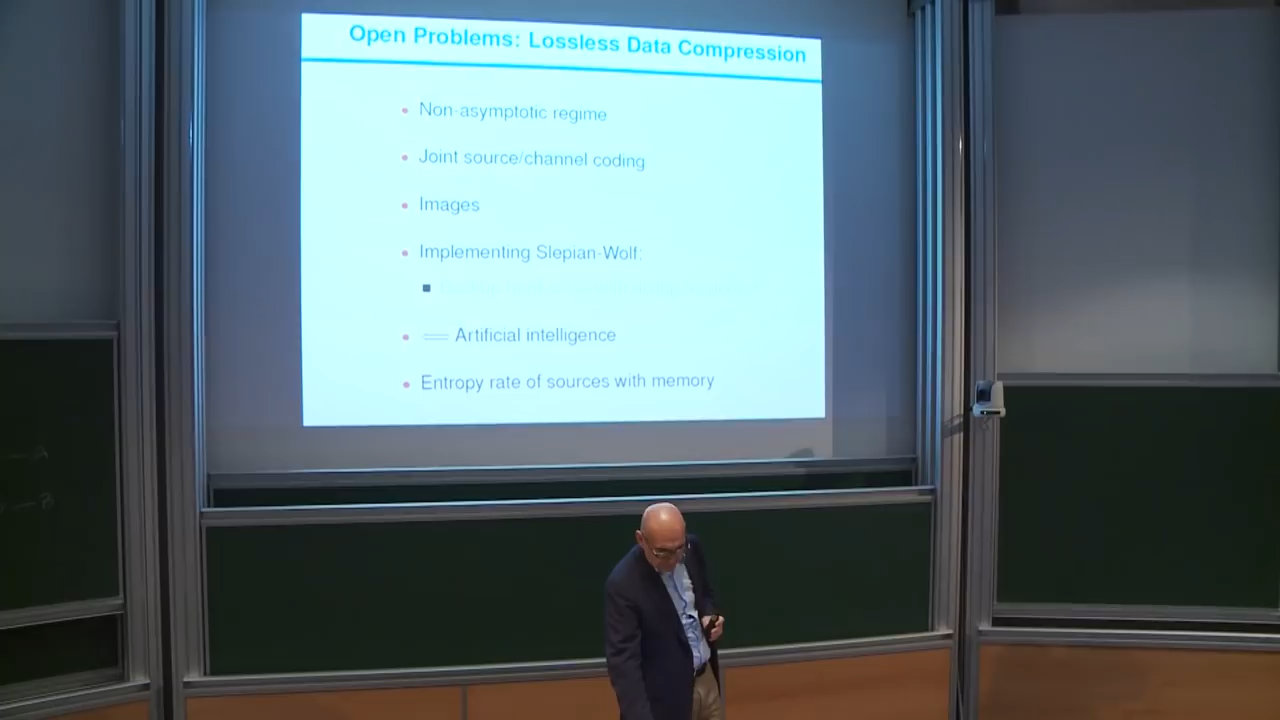 Open Problems: Lossless Data Compression
• Non-asymptotic regime
• Joint source/channel coding
• Images
• Implementing Slepian-Wolf:
• Artificial intelligence
• Entropy rate of sources with memory